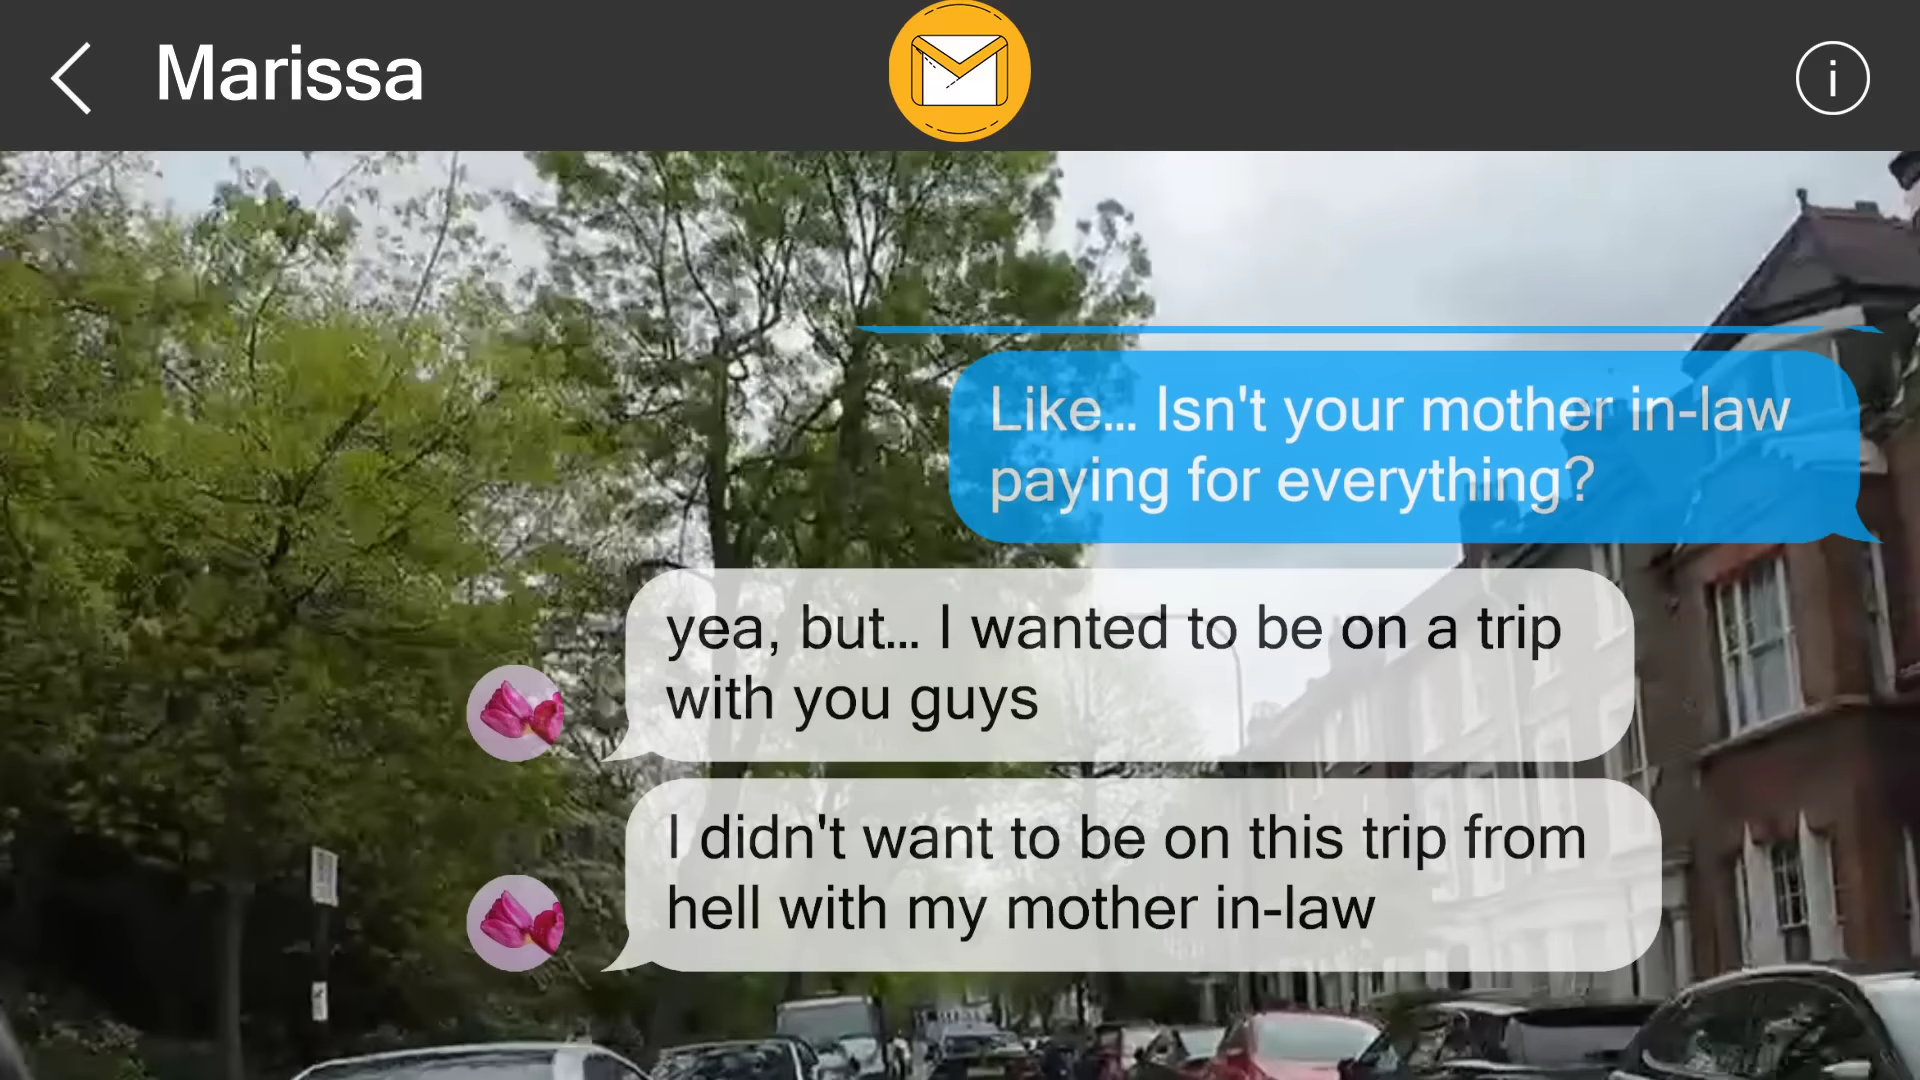 Marissa
i
Like... Isn't your mother in-law
paying for everything?
yea, but... I wanted to be on a trip
with you guys
I didn't want to be on this trip from
hell with my mother in-law